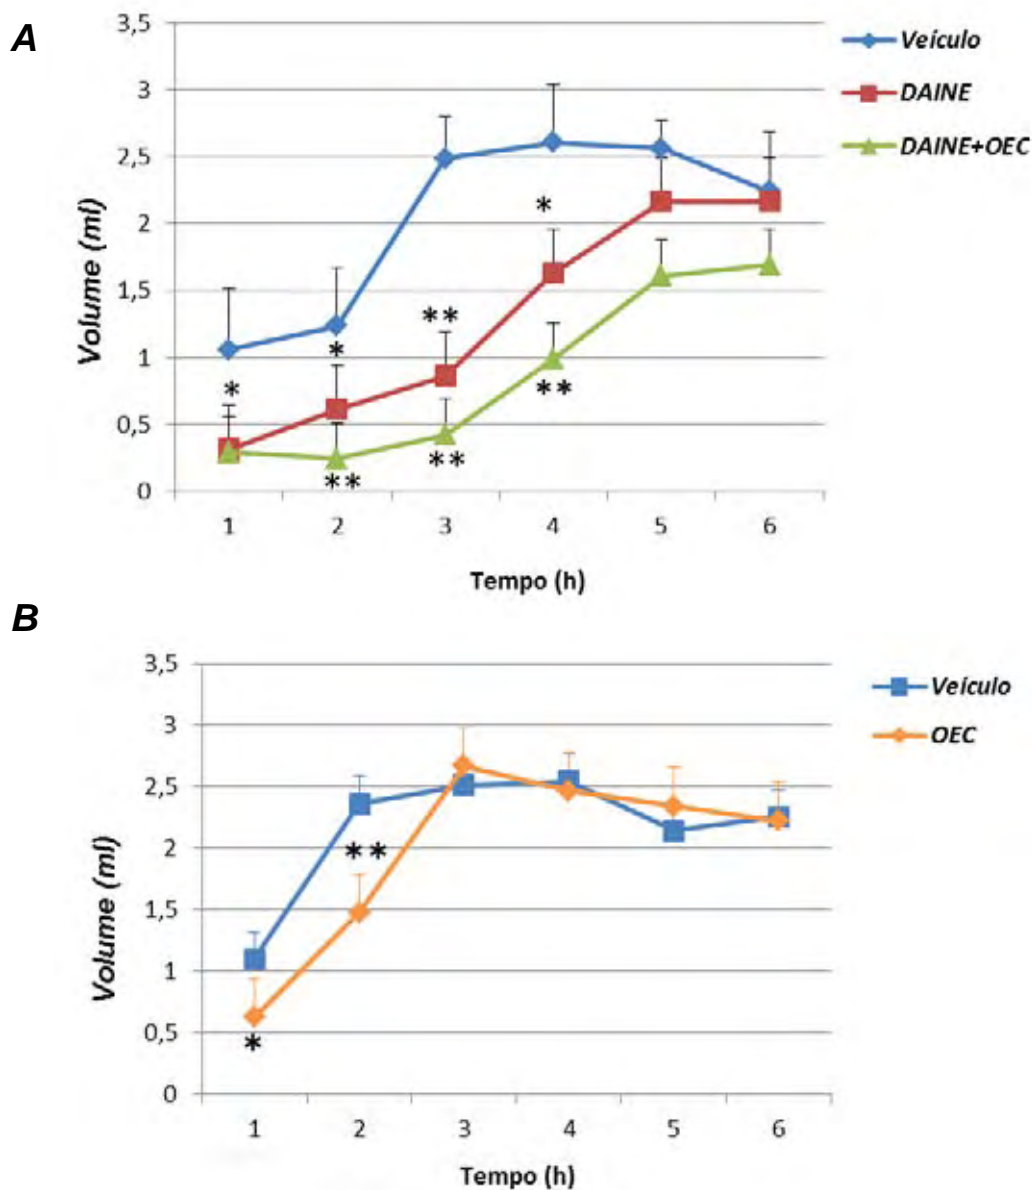 A
3,5
3
2,5
2
1,5
1
0,5
0
Volume (ml)
*
*
**
**
**
*
**
1 2 3 4 5 6
Tempo (h)
Veículo
DAINE
DAINE+OEC
B
3,5
3
2,5
2
1,5
1
0,5
0
Volume (ml)
*
**
1 2 3 4 5 6
Tempo (h)
Veículo
OEC